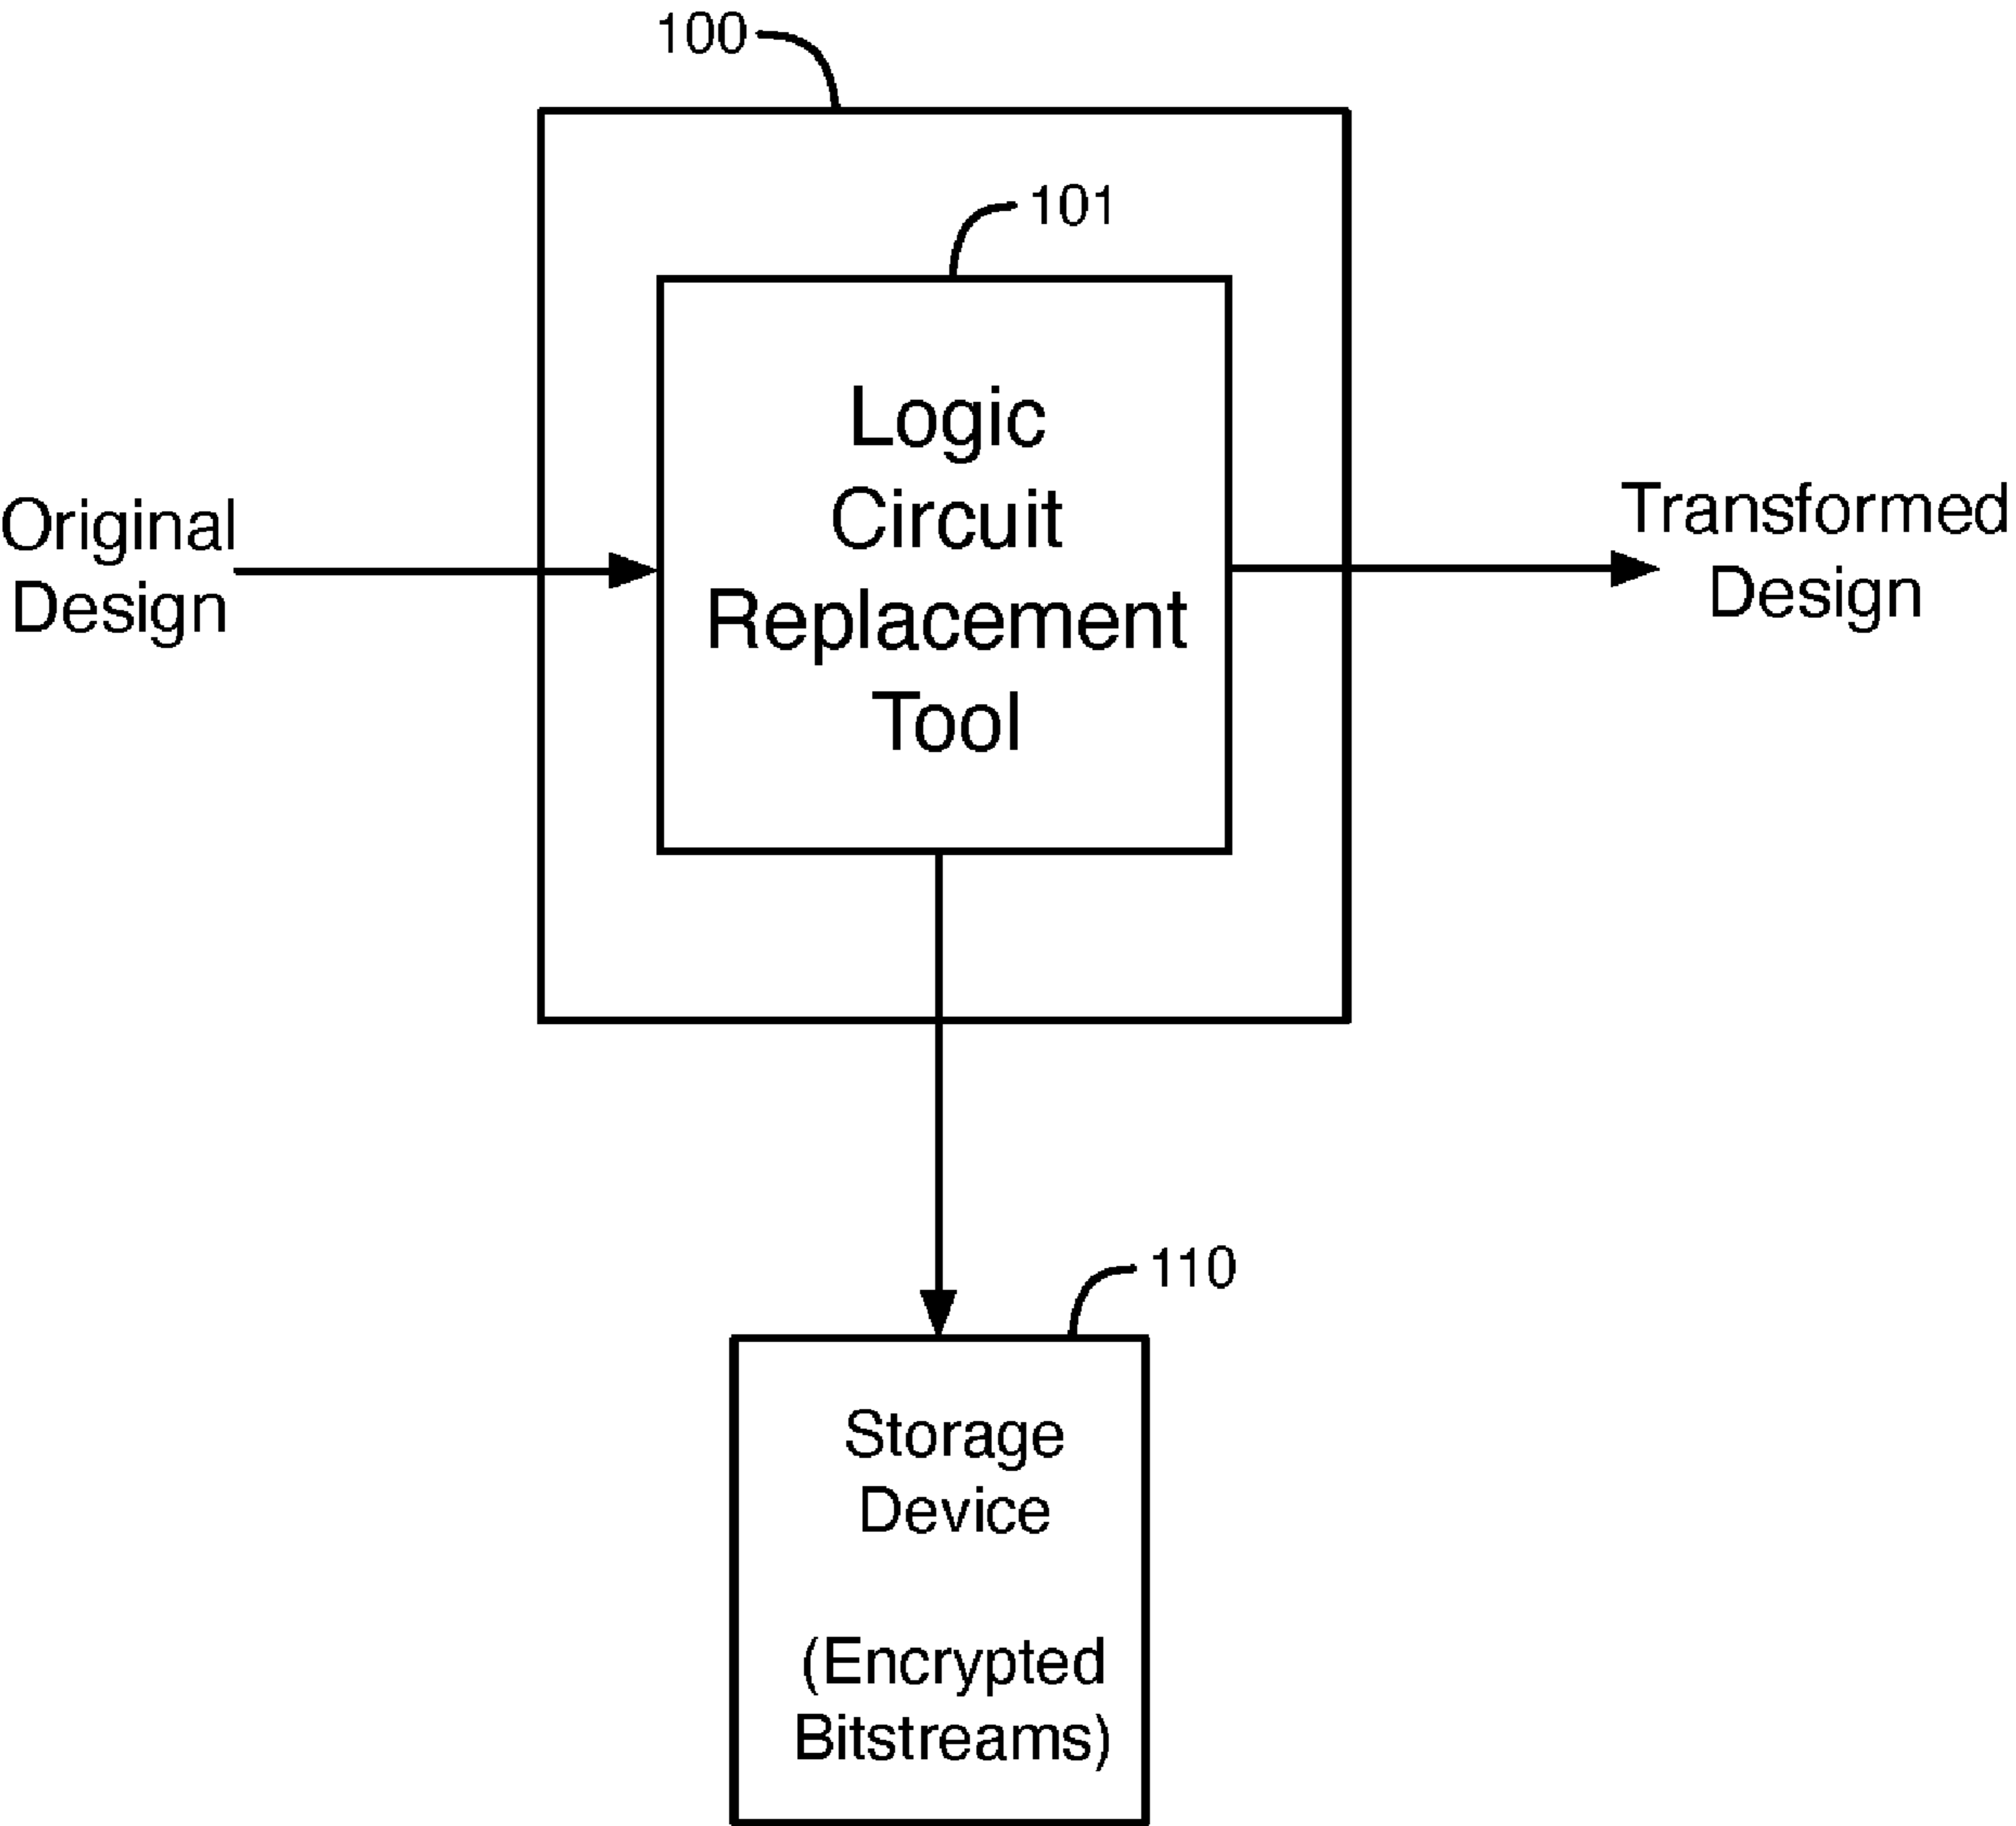 100
101
Logic
Circuit
Replacement
Tool
Original
Design
Transformed
Design
110
Storage
Device
(Encrypted
Bitstreams)